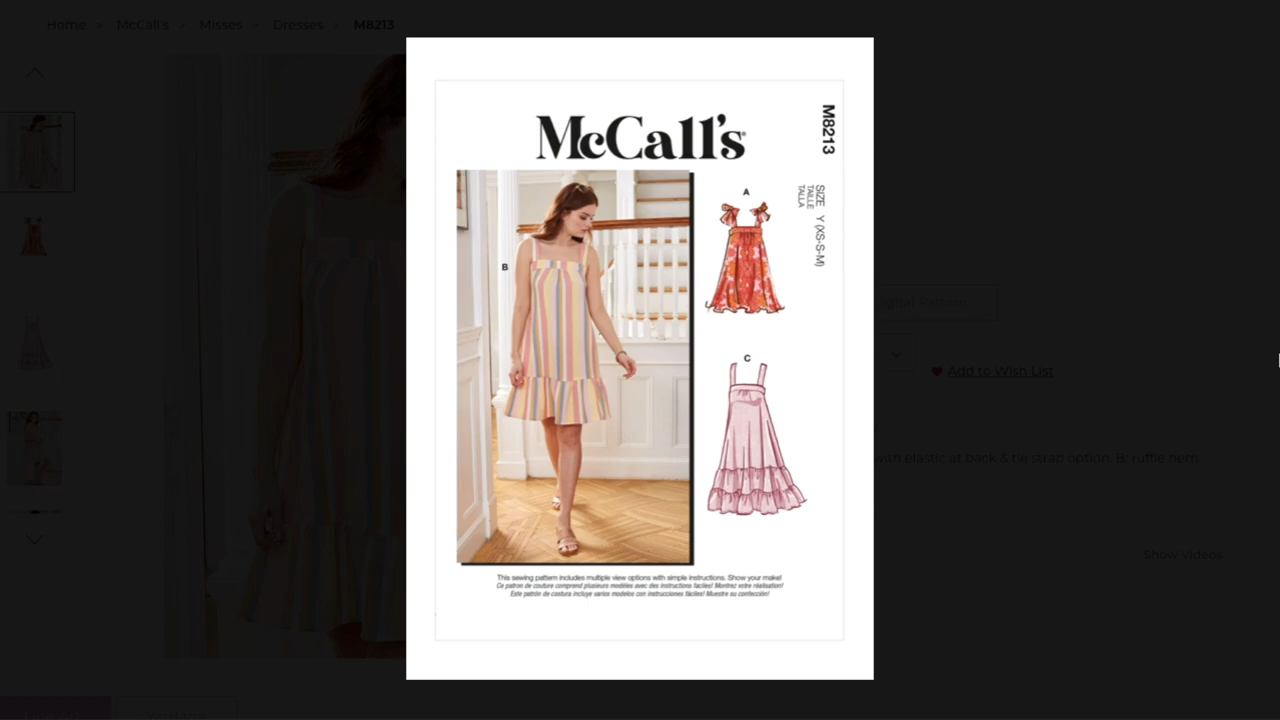 Home > McCall's > Misses > Dresses > M8213
McCall's
M8213
SIZE Y (XS-S-M)
TAILLE
TALLA
A
B
C
This sewing pattern includes multiple view options with simple instructions. Show your make!
Ce patron de couture comprend plusieurs modèles avec des instructions faciles! Montrez votre réalisation!
Este patrón de costura incluye varios modelos con instrucciones fáciles! Muestre su confección!
Pattern
Add to Wish List
with elastic at back & tie strap option. B: ruffle hem.
Show videos